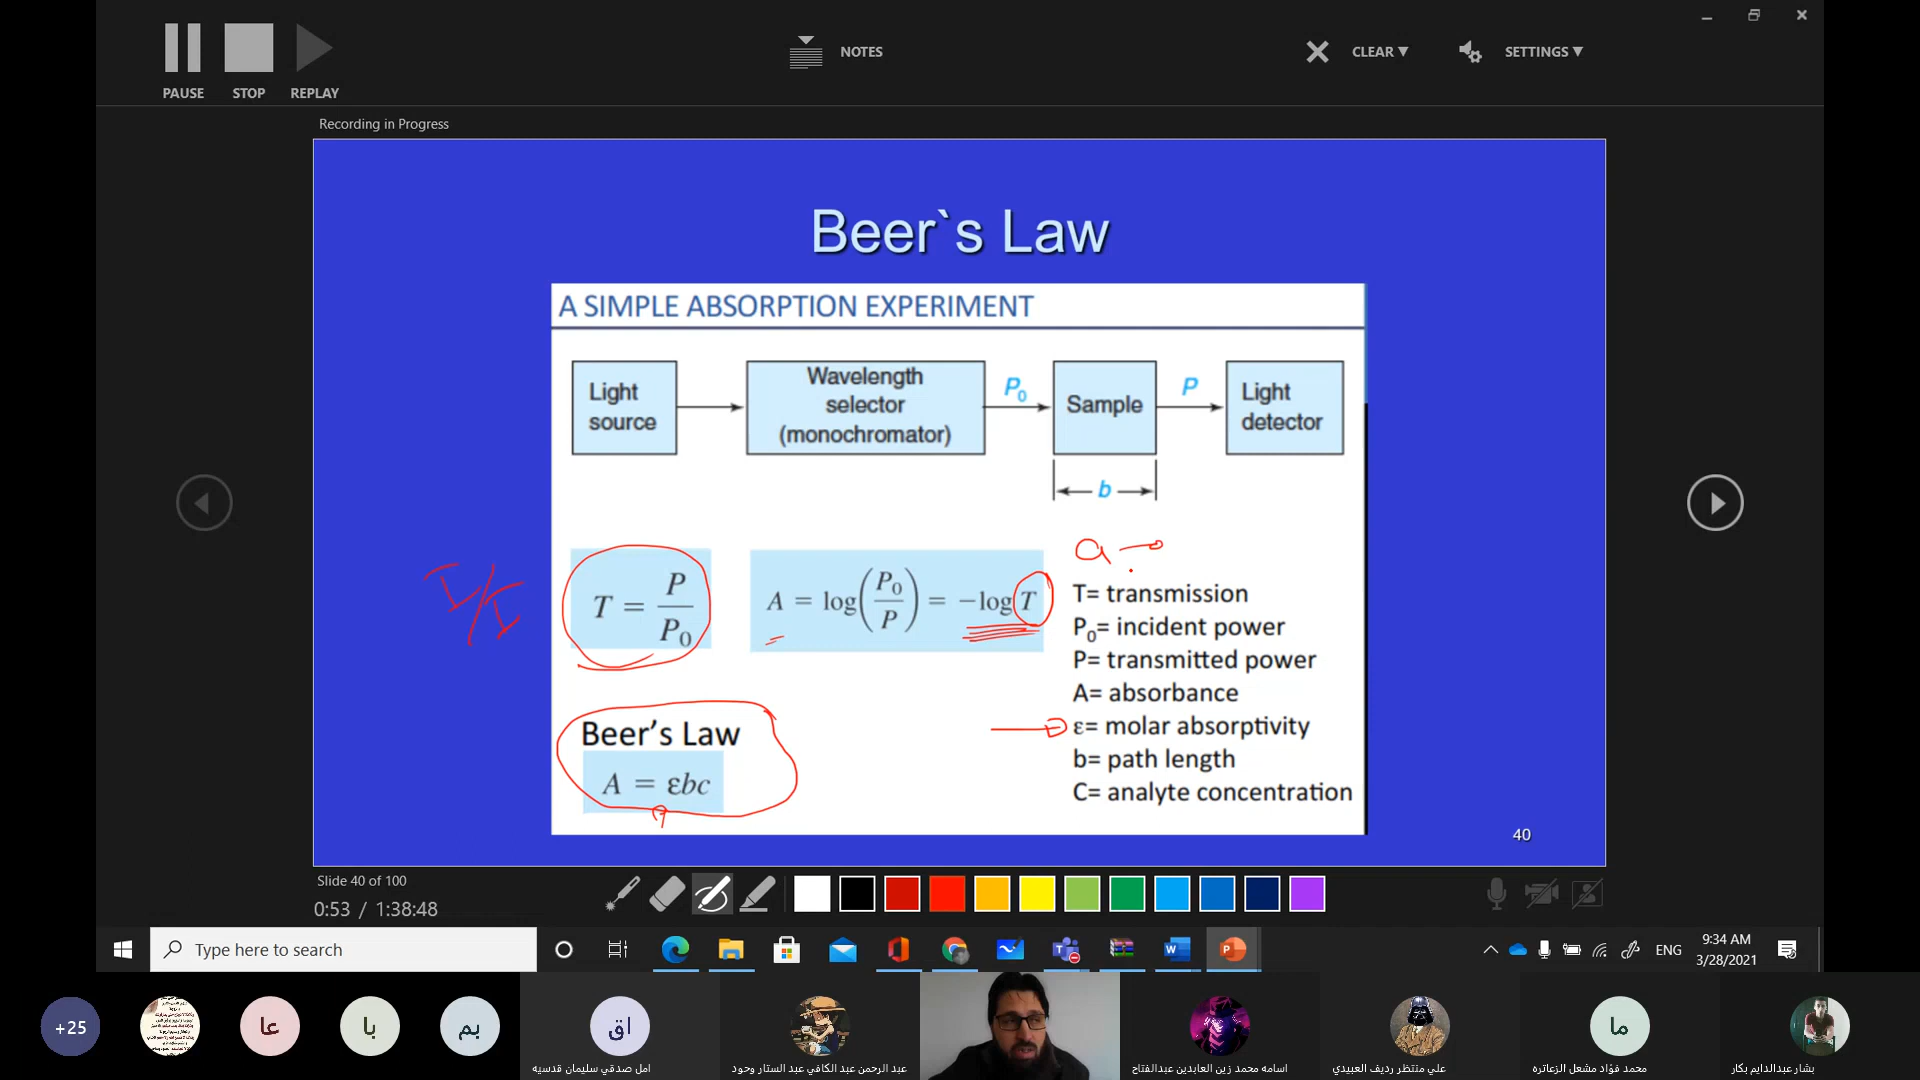 PAUSE
STOP
REPLAY
NOTES
CLEAR ▼
SETTINGS ▼
Recording in Progress
Beer`s Law
A SIMPLE ABSORPTION EXPERIMENT
Light source
Wavelength selector (monochromator)
P₀
Sample
P
Light detector
b
a
I/I
T = P/P₀
A = log(P₀/P) = −log T
T= transmission
P₀= incident power
P= transmitted power
A= absorbance
ε= molar absorptivity
b= path length
C= analyte concentration
Beer's Law
A = εbc
40
Slide 40 of 100
0:53 / 1:38:48
Type here to search
ENG
9:34 AM
3/28/2021
+25
عا
با
بم
اق
امل صدقي سليمان قدسيه
عبد الرحمن عبد الكافي عبد الستار وحود
اسامه محمد زين العابدين عبدالفتاح
علي منتظر رديف العبيدي
ما
محمد فؤاد مشعل الزعاتره
بشار عبدالدايم بكار